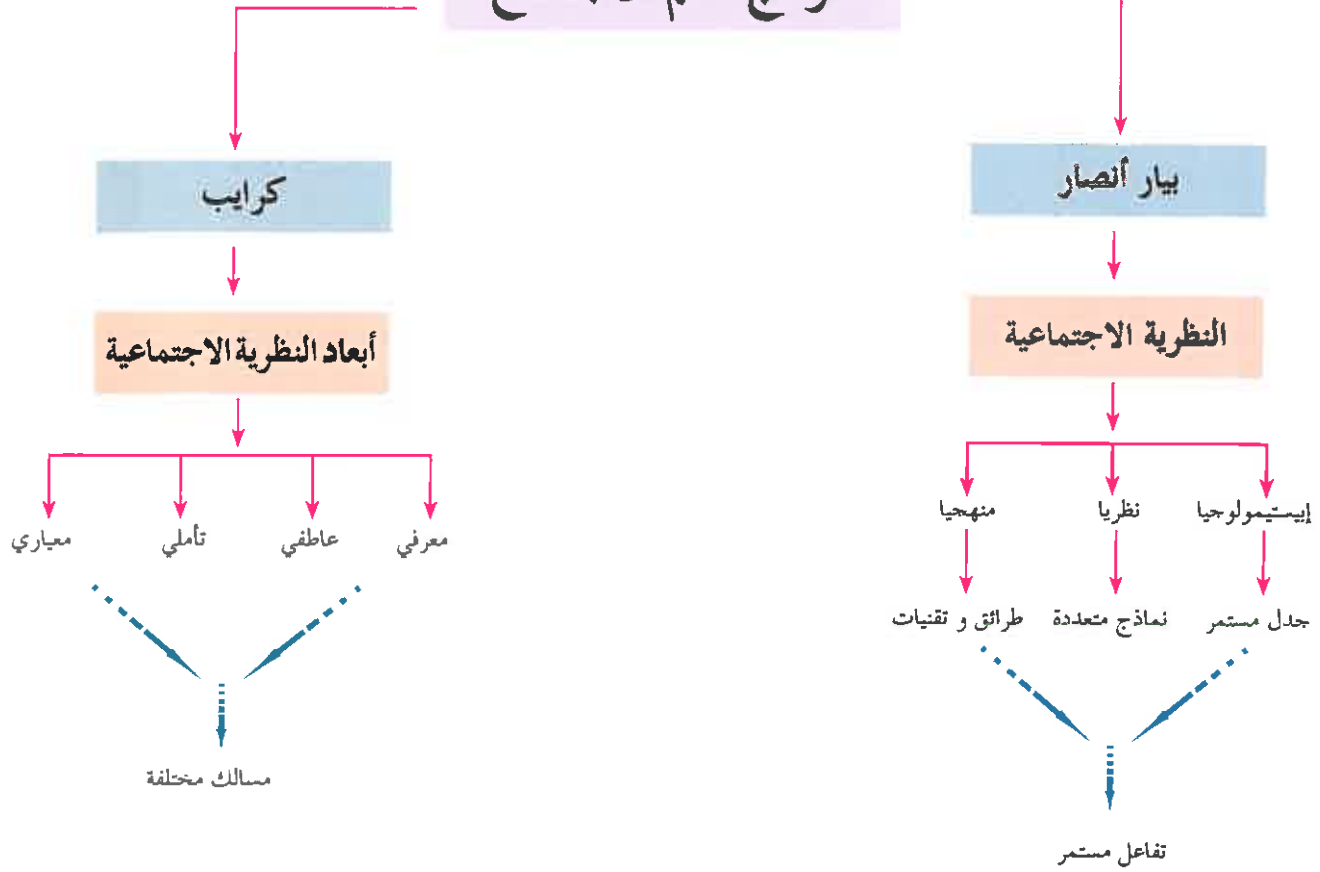 بيار أنصار
كرايب
النظرية الاجتماعية
أبعاد النظرية الاجتماعية
إبيستيمولوجيا نظريا منهجيا
معرفي عاطفي تأملي معياري
جدل مستمر نماذج متعددة طرائق و تقنيات
مسالك مختلفة
تفاعل مستمر